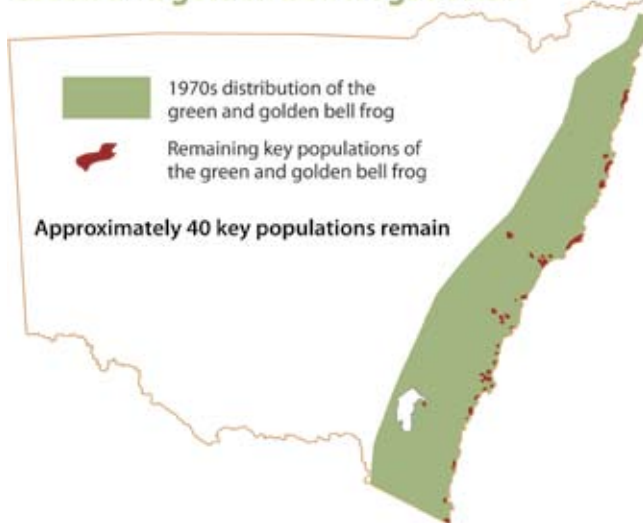 1970s distribution of the
green and golden bell frog
Remaining key populations of
the green and golden bell frog
Approximately 40 key populations remain